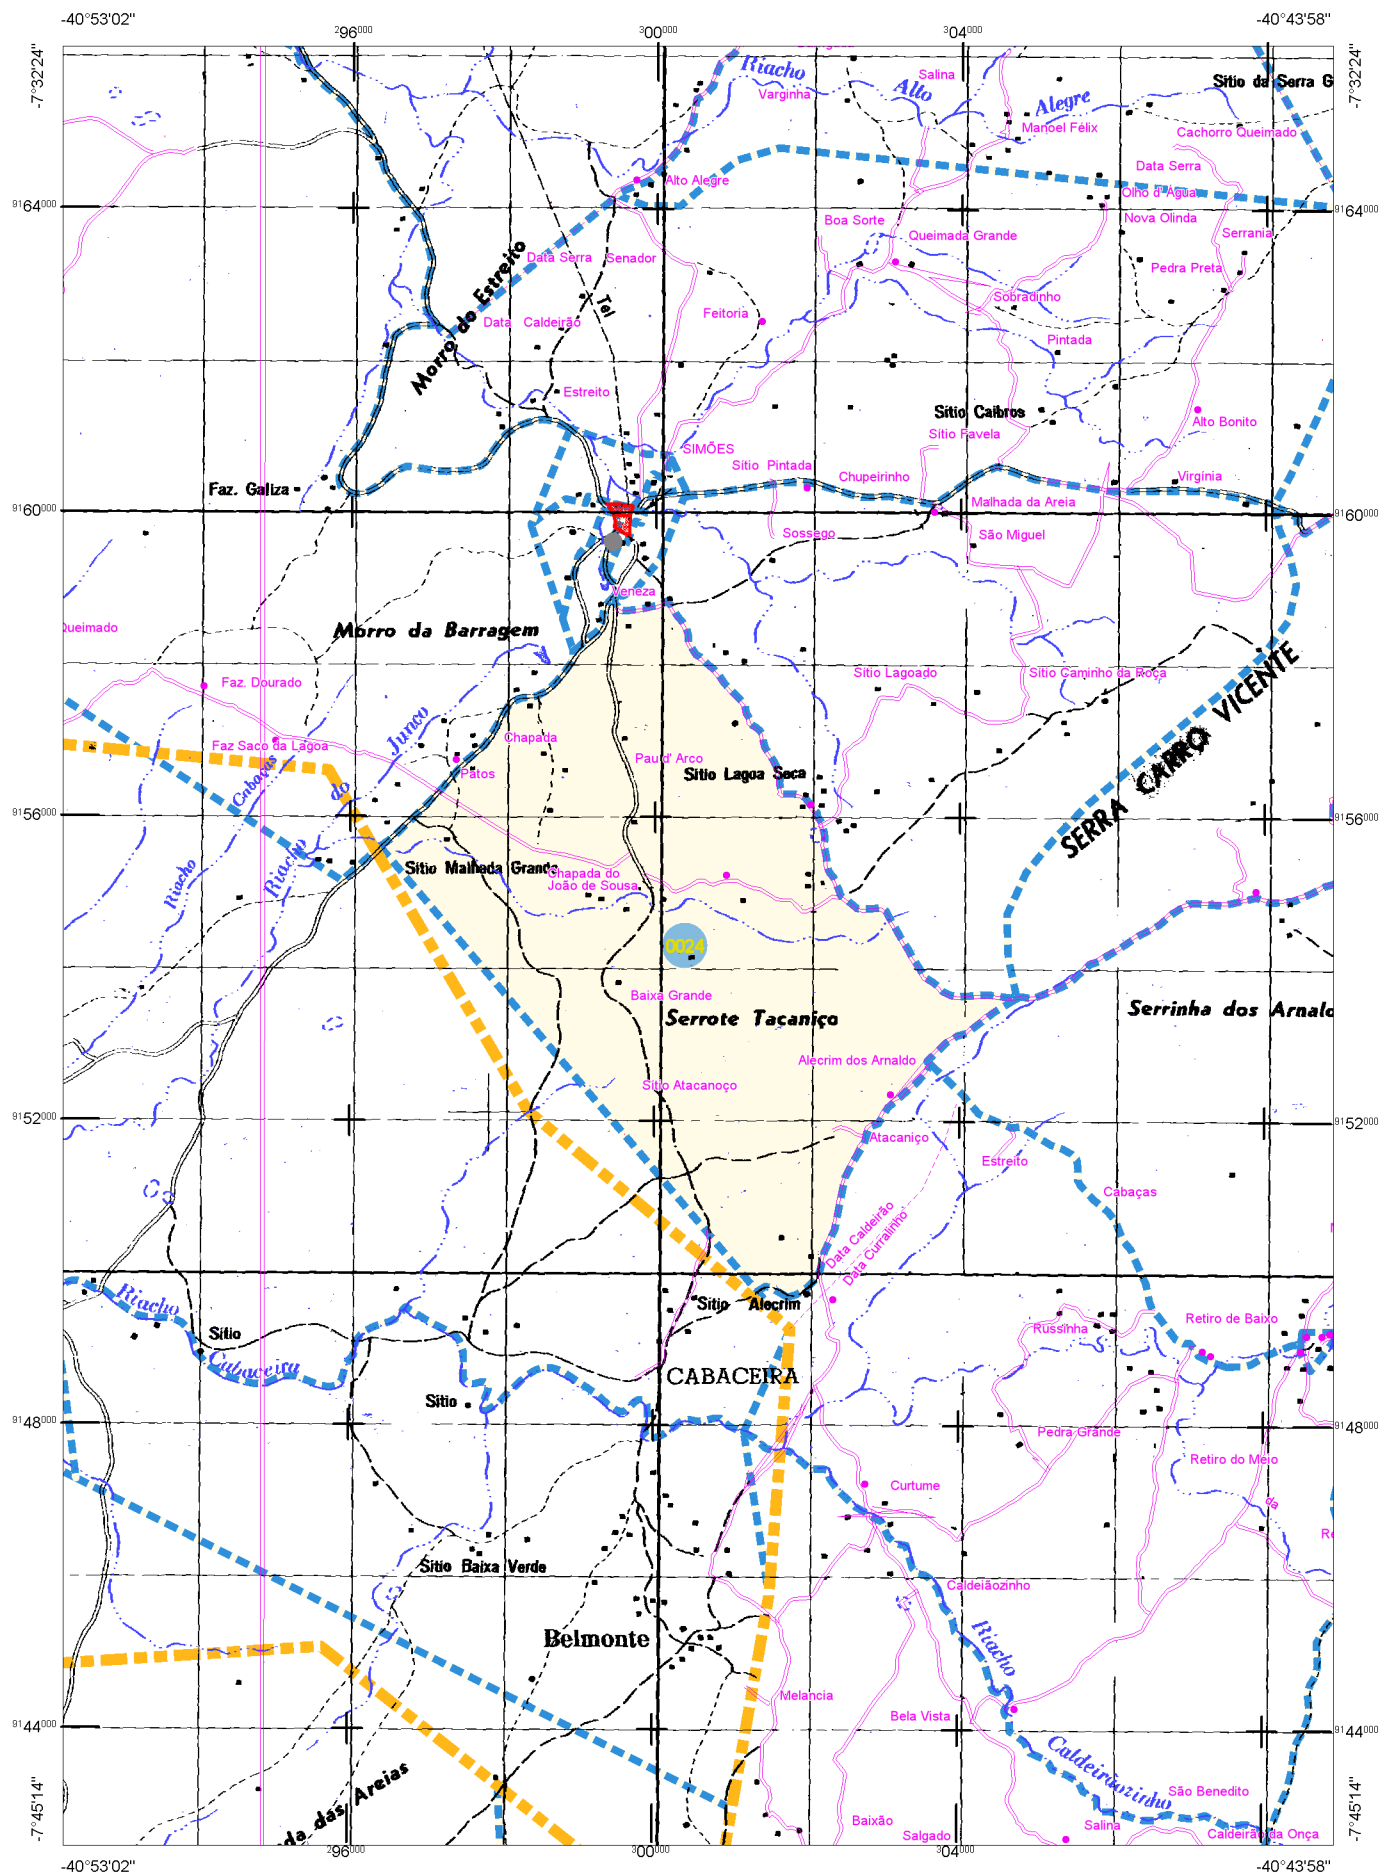 -40°53'02"
-40°43'58"
296000
300000
304000
-7°32'24"
-7°32'24"
Riacho
Salina
Alto
Varginha
Alegre
Sítio da Serra G
Manoel Félix
Cachorro Queimado
Data Serra
Alto Alegre
Olho d' Água
9164000
9164000
Boa Sorte
Nova Olinda
Queimada Grande
Serrania
Morro do Estreito
Data Serra
Senador
Pedra Preta
Tel
Sobradinho
Feitoria
Data Caldeirão
Pintada
Estreito
Sítio Caibros
Alto Bonito
Sítio Favela
SIMÕES
Sítio Pintada
Chupeirinho
Virgínia
Faz. Galiza
Malhada da Areia
9160000
9160000
Sossego
São Miguel
Veneza
Queimado
Morro da Barragem
Sítio Lagoado
Sítio Caminho da Roça
Faz. Dourado
SERRA CARRO VICENTE
Junco
Chapada
Faz Saco da Lagoa
Pau d' Arco
Patos
Sítio Lagoa Seca
Cabaças
do
9156000
9156000
Riacho
Riacho
Sítio Malhada Grande
Chapada do
João de Sousa
0024
Baixa Grande
Serrote Tacaniço
Serrinha dos Arnaldo
Alecrim dos Arnaldo
Sítio Atacanoço
9152000
9152000
Atacaniço
Estreito
Cabaças
Data Caldeirão
Data Curralinho
Riacho
Sítio Alecrim
Retiro de Baixo
Russinha
Sítio
Cabaceira
CABACEIRA
Sítio
9148000
9148000
Pedra Grande
Retiro do Meio
Curtume
da
Re
Sítio Baixa Verde
Caldeiãozinho
Riacho
Belmonte
Melancia
Bela Vista
9144000
9144000
Caldeirãozinho
da das Areias
São Benedito
Baixão
Salgado
Salina
Caldeirão da Onça
-7°45'14"
-7°45'14"
-40°53'02"
296000
300000
304000
-40°43'58"